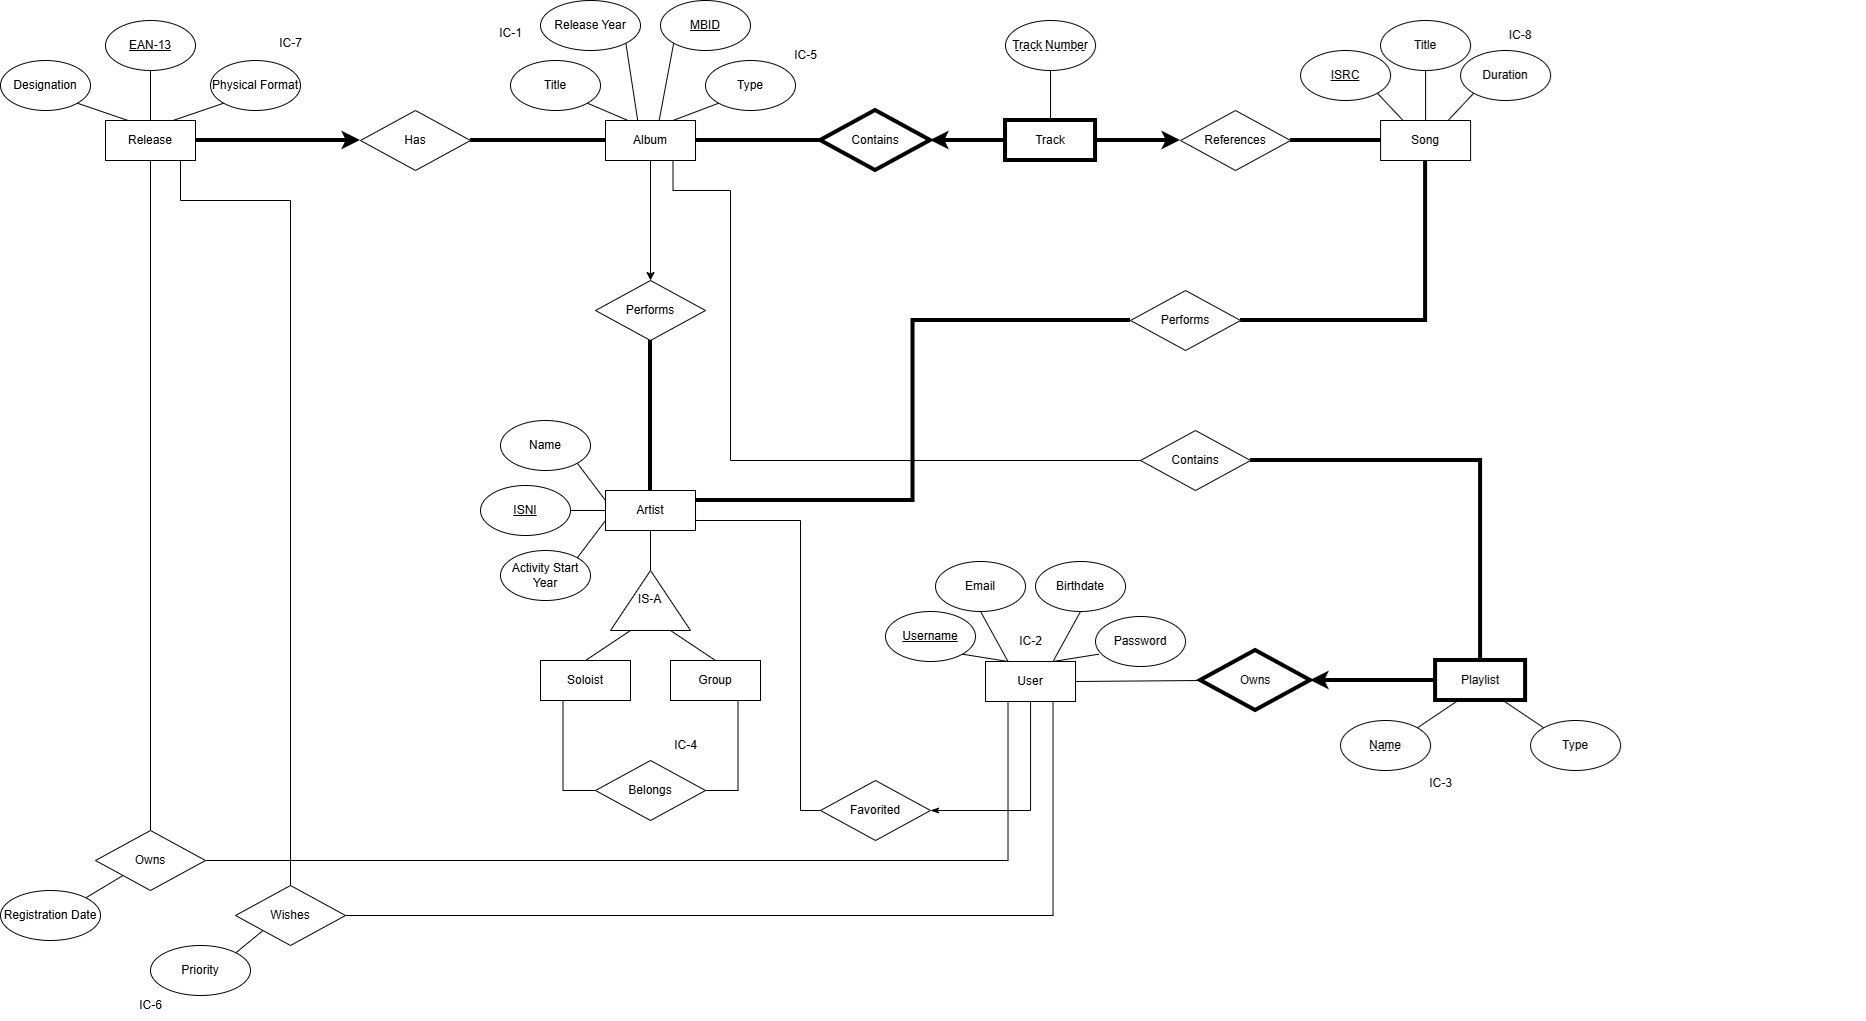 Release Year
MBID
IC-1
EAN-13
IC-7
Track Number
Title
IC-8
IC-5
Designation
Physical Format
Title
Type
ISRC
Duration
Release
Has
Album
Contains
Track
References
Song
Performs
Performs
Name
Contains
ISNI
Artist
Activity Start
Year
IS-A
Email
Birthdate
Username
IC-2
Password
Soloist
Group
User
Owns
Playlist
IC-4
Name
Type
IC-3
Belongs
Favorited
Owns
Registration Date
Wishes
Priority
IC-6